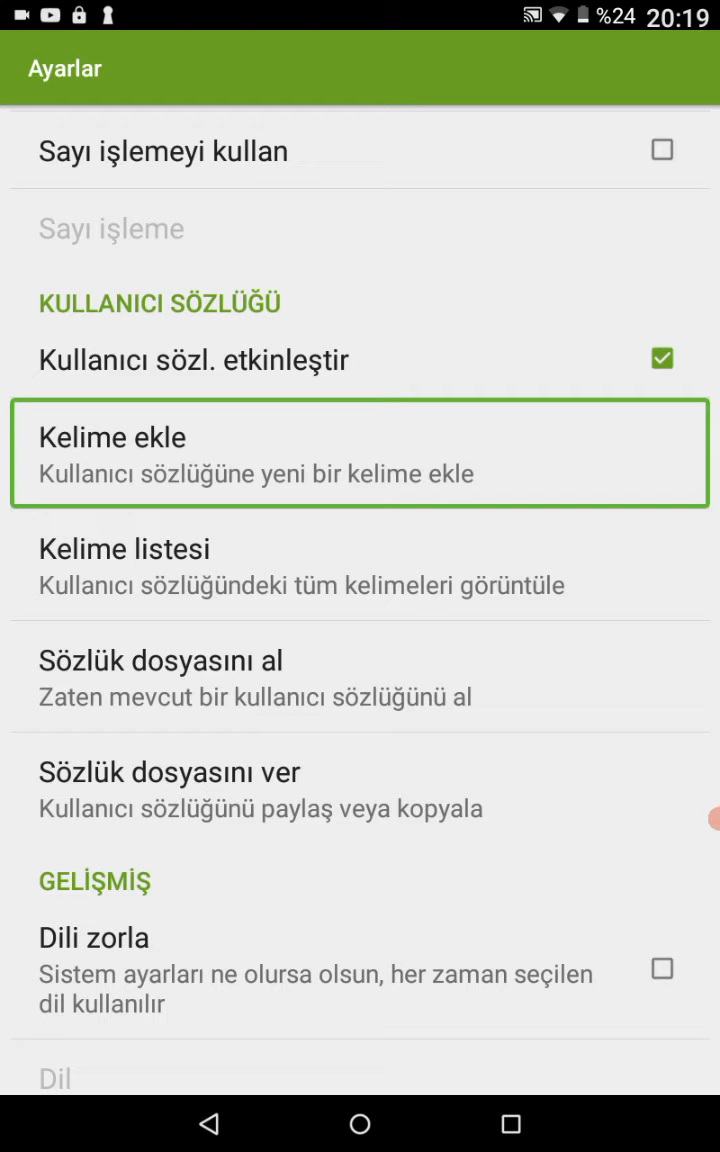 %24 20:19
Ayarlar
Sayı işlemeyi kullan
Sayı işleme
KULLANICI SÖZLÜĞÜ
Kullanıcı sözl. etkinleştir
Kelime ekle
Kullanıcı sözlüğüne yeni bir kelime ekle
Kelime listesi
Kullanıcı sözlüğündeki tüm kelimeleri görüntüle
Sözlük dosyasını al
Zaten mevcut bir kullanıcı sözlüğünü al
Sözlük dosyasını ver
Kullanıcı sözlüğünü paylaş veya kopyala
GELİŞMİŞ
Dili zorla
Sistem ayarları ne olursa olsun, her zaman seçilen
dil kullanılır
Dil